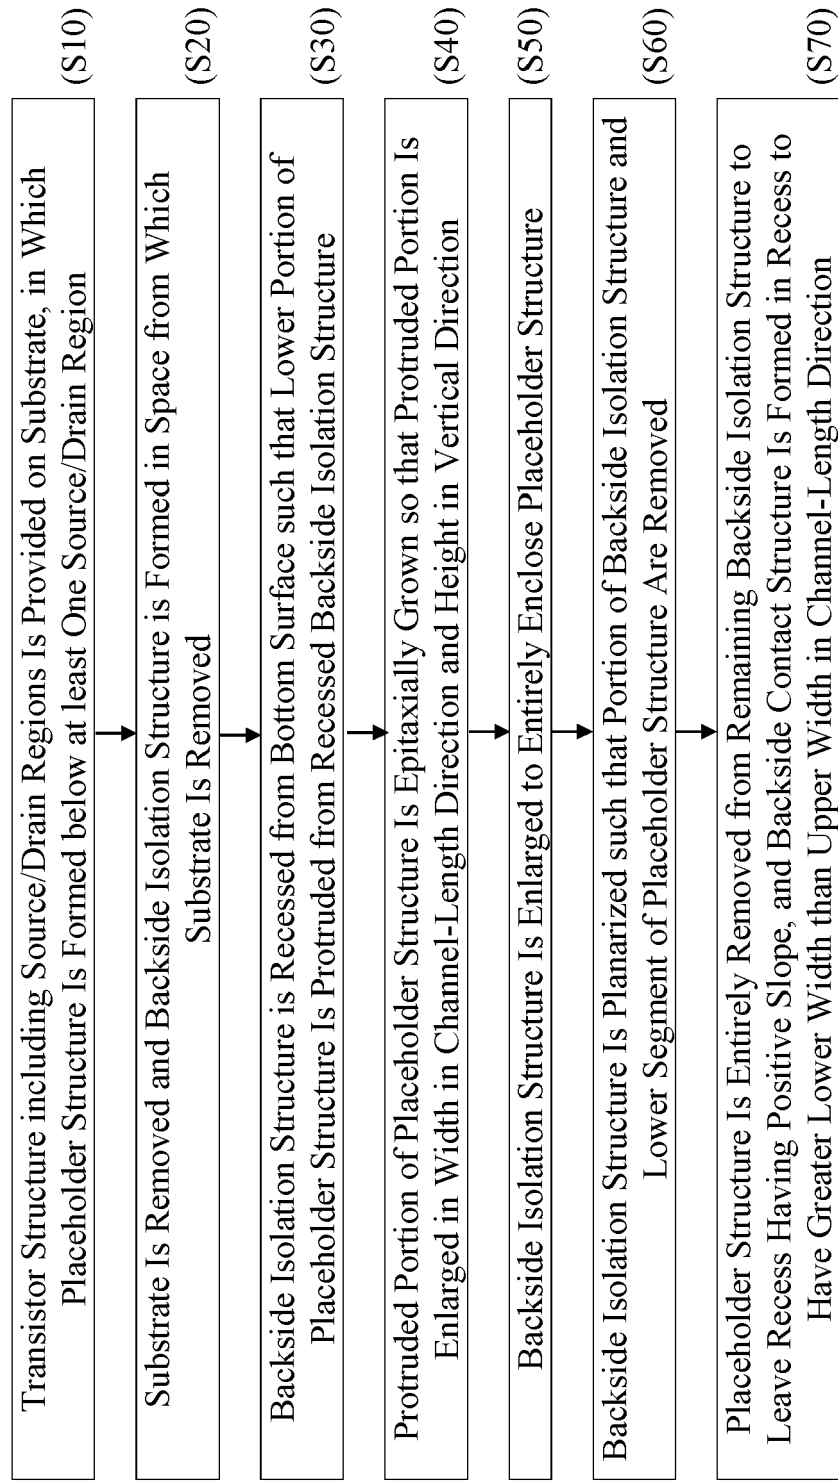 Transistor Structure including Source/Drain Regions Is Provided on Substrate, in Which
Placeholder Structure Is Formed below at least One Source/Drain Region
(S10)
Substrate Is Removed and Backside Isolation Structure is Formed in Space from Which
Substrate Is Removed
(S20)
Backside Isolation Structure is Recessed from Bottom Surface such that Lower Portion of
Placeholder Structure Is Protruded from Recessed Backside Isolation Structure
(S30)
Protruded Portion of Placeholder Structure Is Epitaxially Grown so that Protruded Portion Is
Enlarged in Width in Channel-Length Direction and Height in Vertical Direction
(S40)
Backside Isolation Structure Is Enlarged to Entirely Enclose Placeholder Structure
(S50)
Backside Isolation Structure Is Planarized such that Portion of Backside Isolation Structure and
Lower Segment of Placeholder Structure Are Removed
(S60)
Placeholder Structure Is Entirely Removed from Remaining Backside Isolation Structure to
Leave Recess Having Positive Slope, and Backside Contact Structure Is Formed in Recess to
Have Greater Lower Width than Upper Width in Channel-Length Direction
(S70)